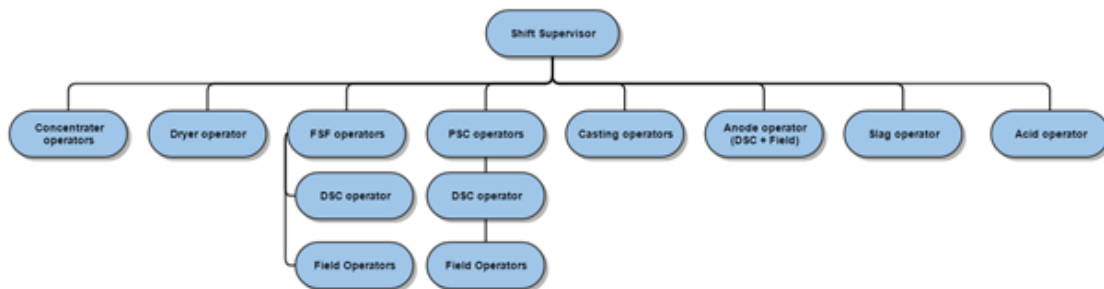 Shift Supervisor
Concentrater
operators
Dryer operator
FSF operators
PSC operators
Casting operators
Anode operator
(DSC + Field)
Slag operator
Acid operator
DSC operator
DSC operator
Field Operators
Field Operators